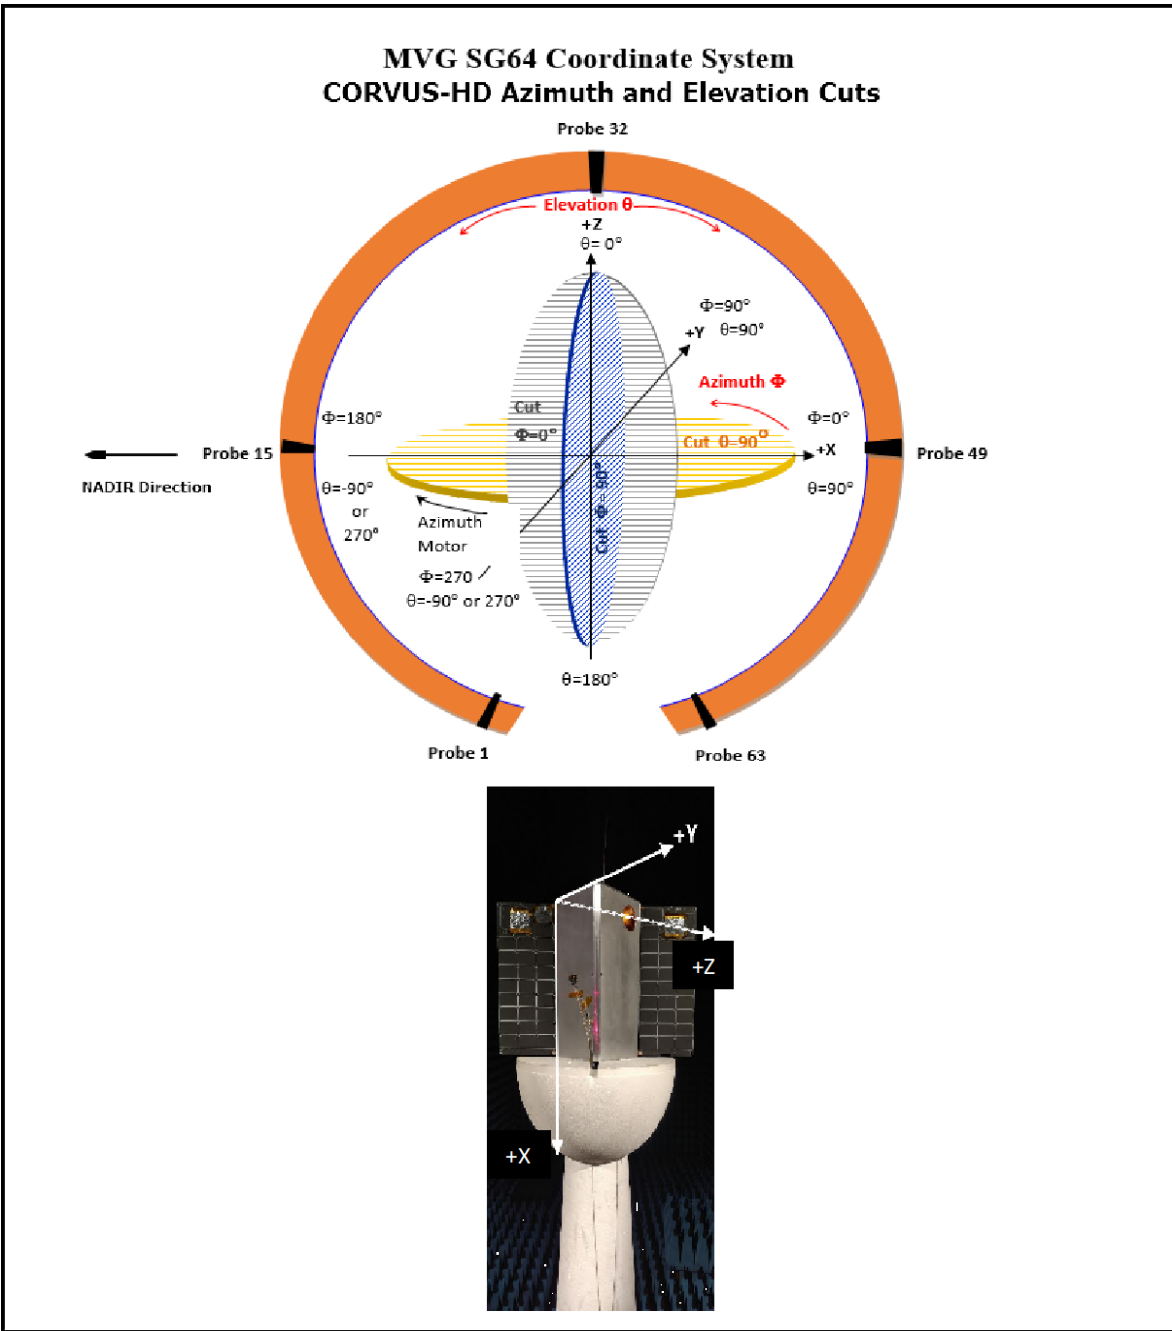 MVG SG64 Coordinate System
CORVUS-HD Azimuth and Elevation Cuts
Probe 32
Elevation θ
+Z
θ= 0°
Φ=90°
+Y θ=90°
Azimuth Φ
Φ=180°
Cut
Φ=0°
Φ=0°
Cut θ=90°
+X
Probe 15
Probe 49
NADIR Direction
θ=-90°
or
270°
θ=90°
Cut Φ= 90°
Azimuth
Motor
Φ=270
θ=-90° or 270°
θ=180°
Probe 1
Probe 63
+Y
+Z
+X